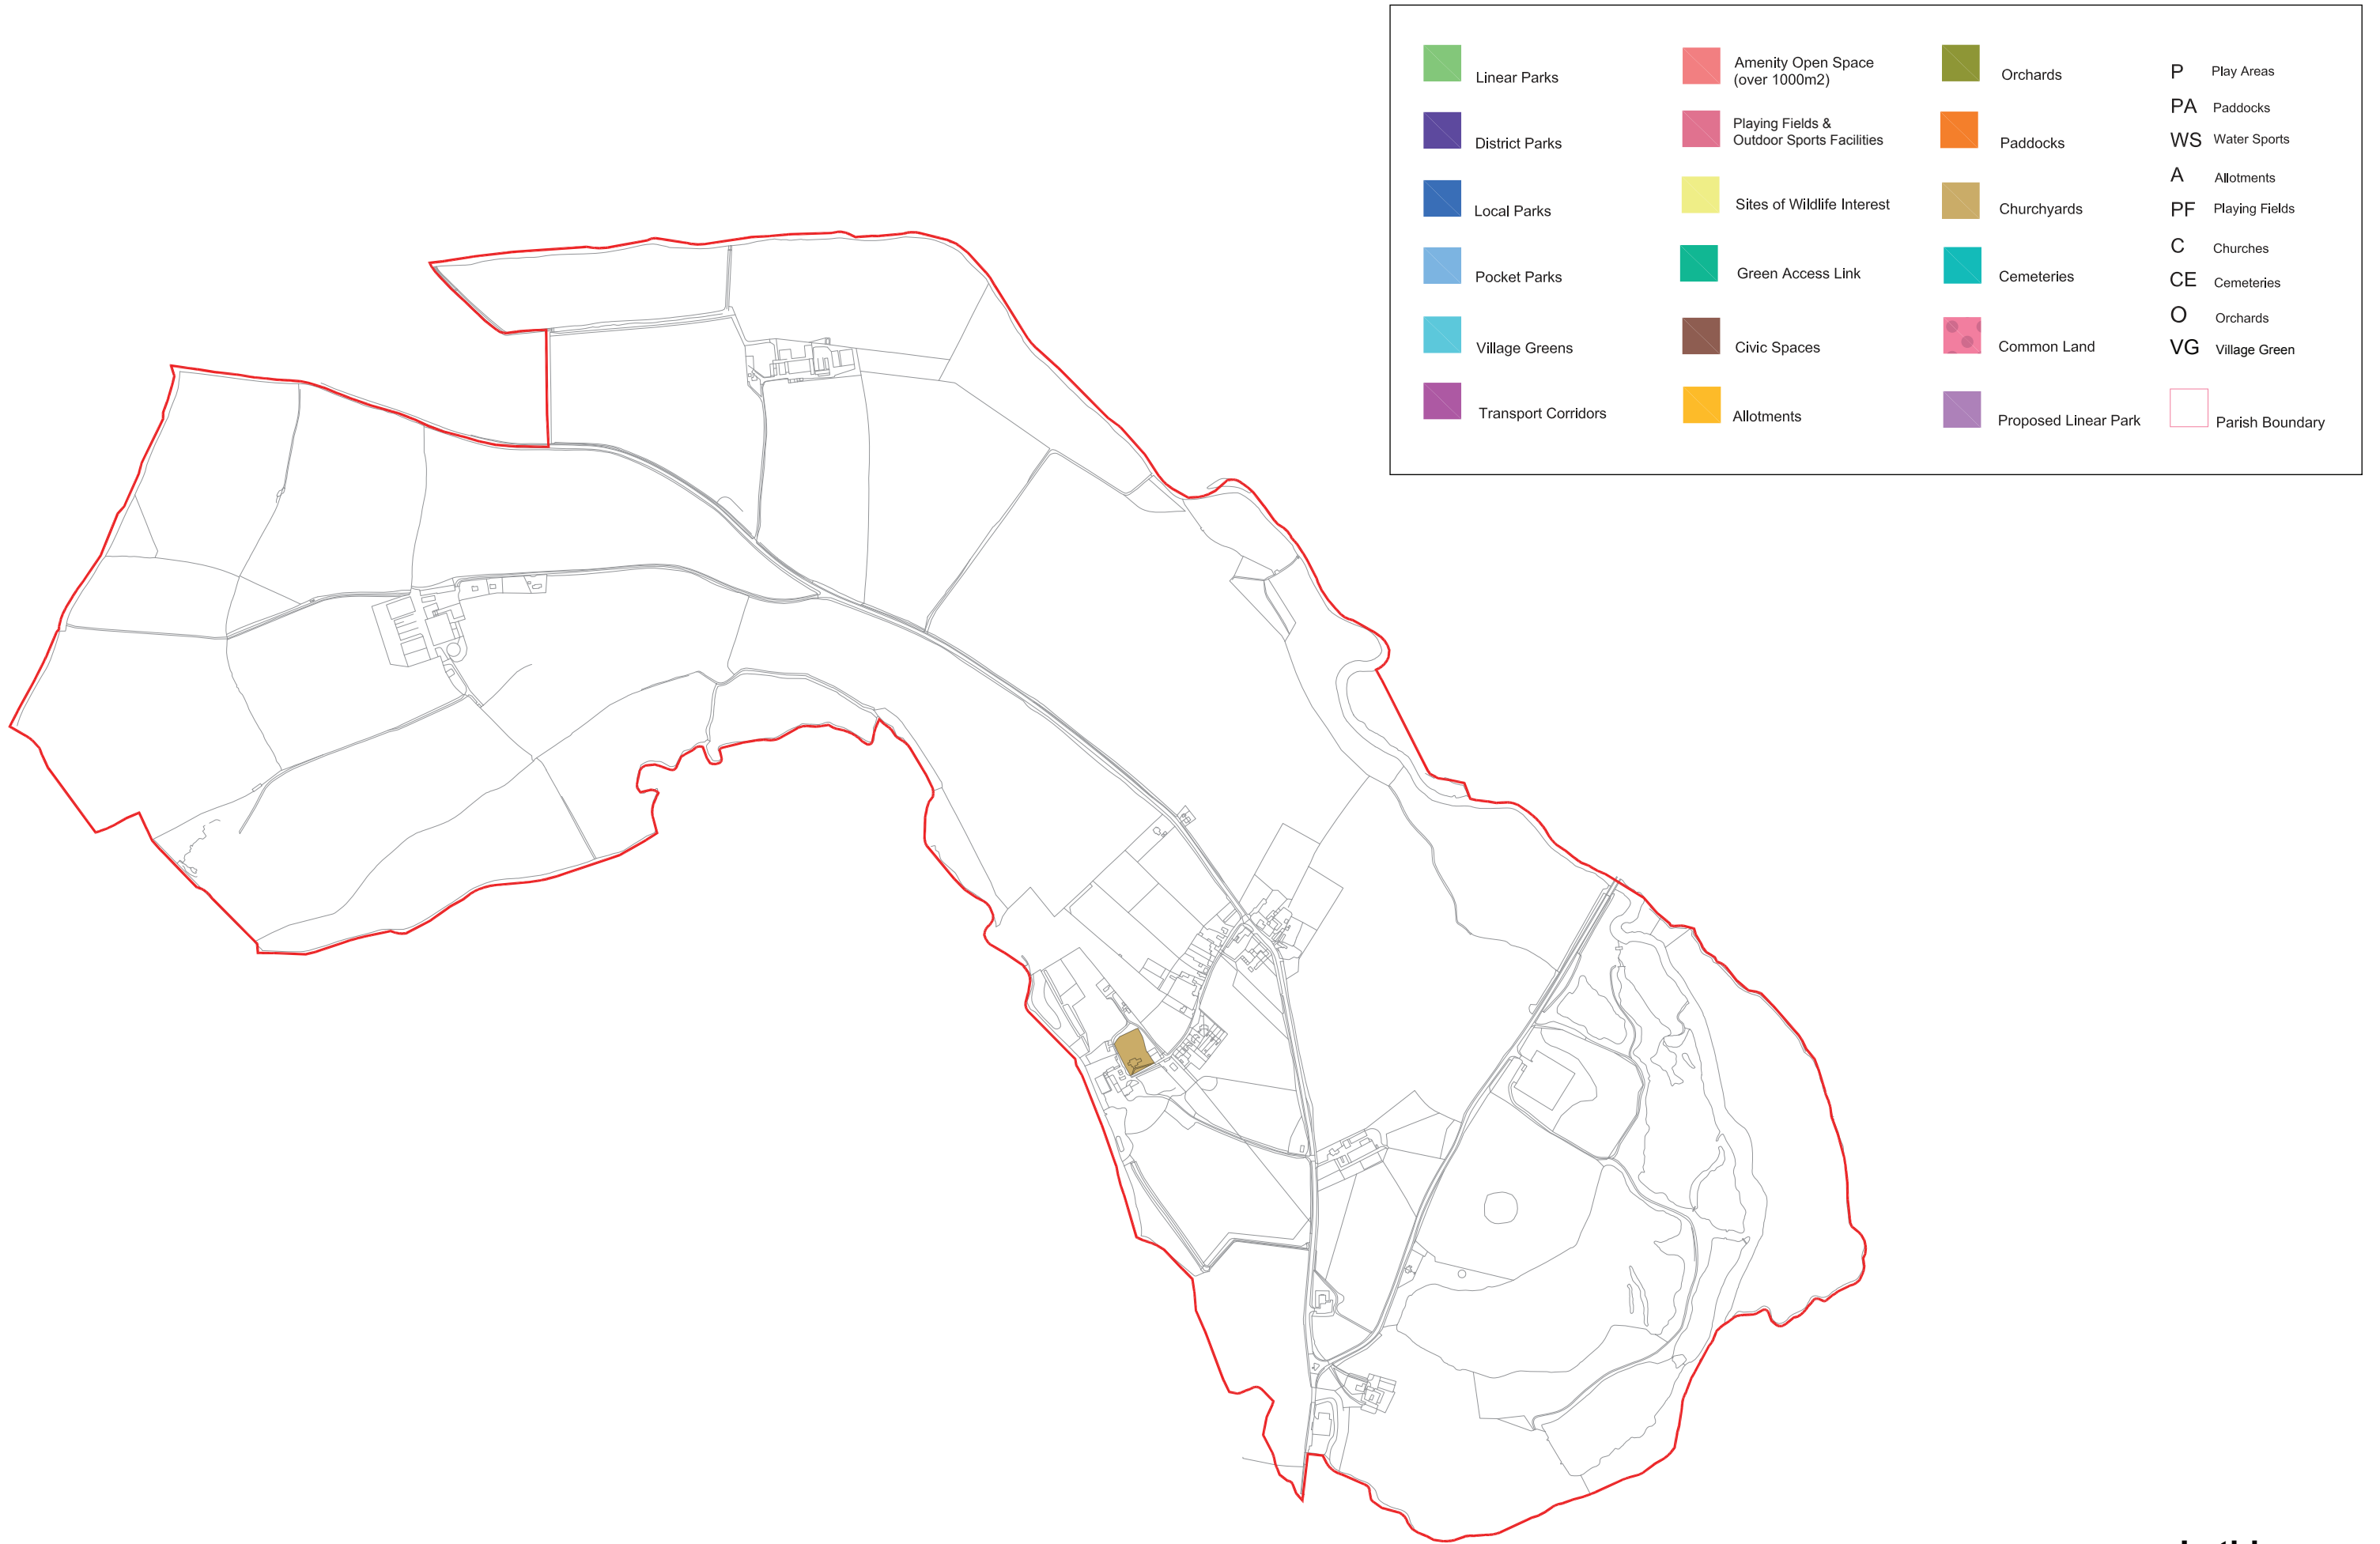 Linear Parks
District Parks
Local Parks
Pocket Parks
Village Greens
Transport Corridors
Amenity Open Space
(over 1000m2)
Playing Fields &
Outdoor Sports Facilities
Sites of Wildlife Interest
Green Access Link
Civic Spaces
Allotments
Orchards
Paddocks
Churchyards
Cemeteries
Common Land
Proposed Linear Park
P Play Areas
PA Paddocks
WS Water Sports
A Allotments
PF Playing Fields
C Churches
CE Cemeteries
O Orchards
VG Village Green
Parish Boundary